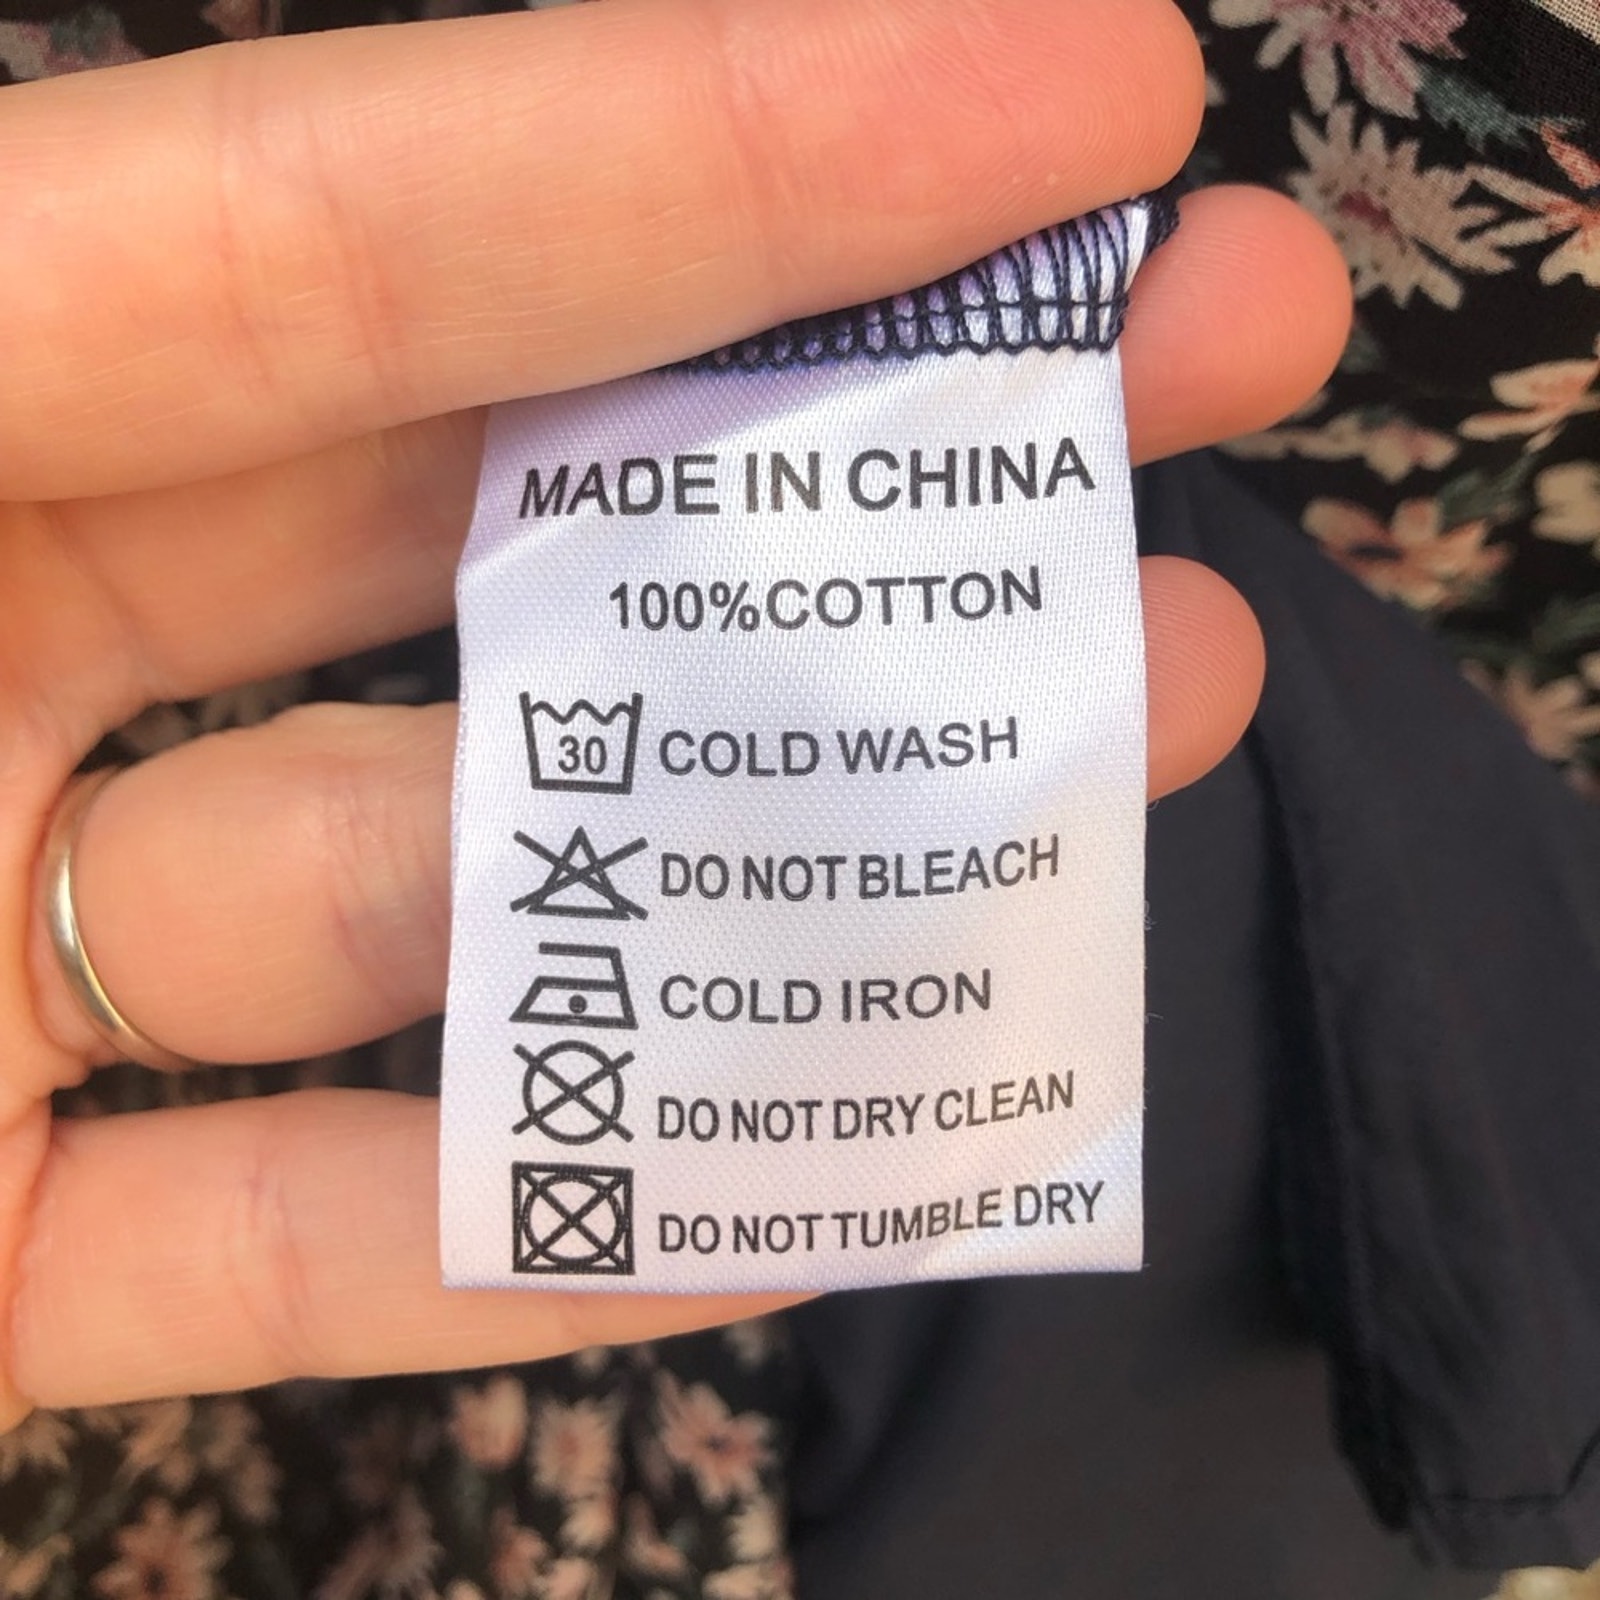 MADE IN CHINA
100%COTTON
30 COLD WASH
DO NOT BLEACH
COLD IRON
DO NOT DRY CLEAN
DO NOT TUMBLE DRY